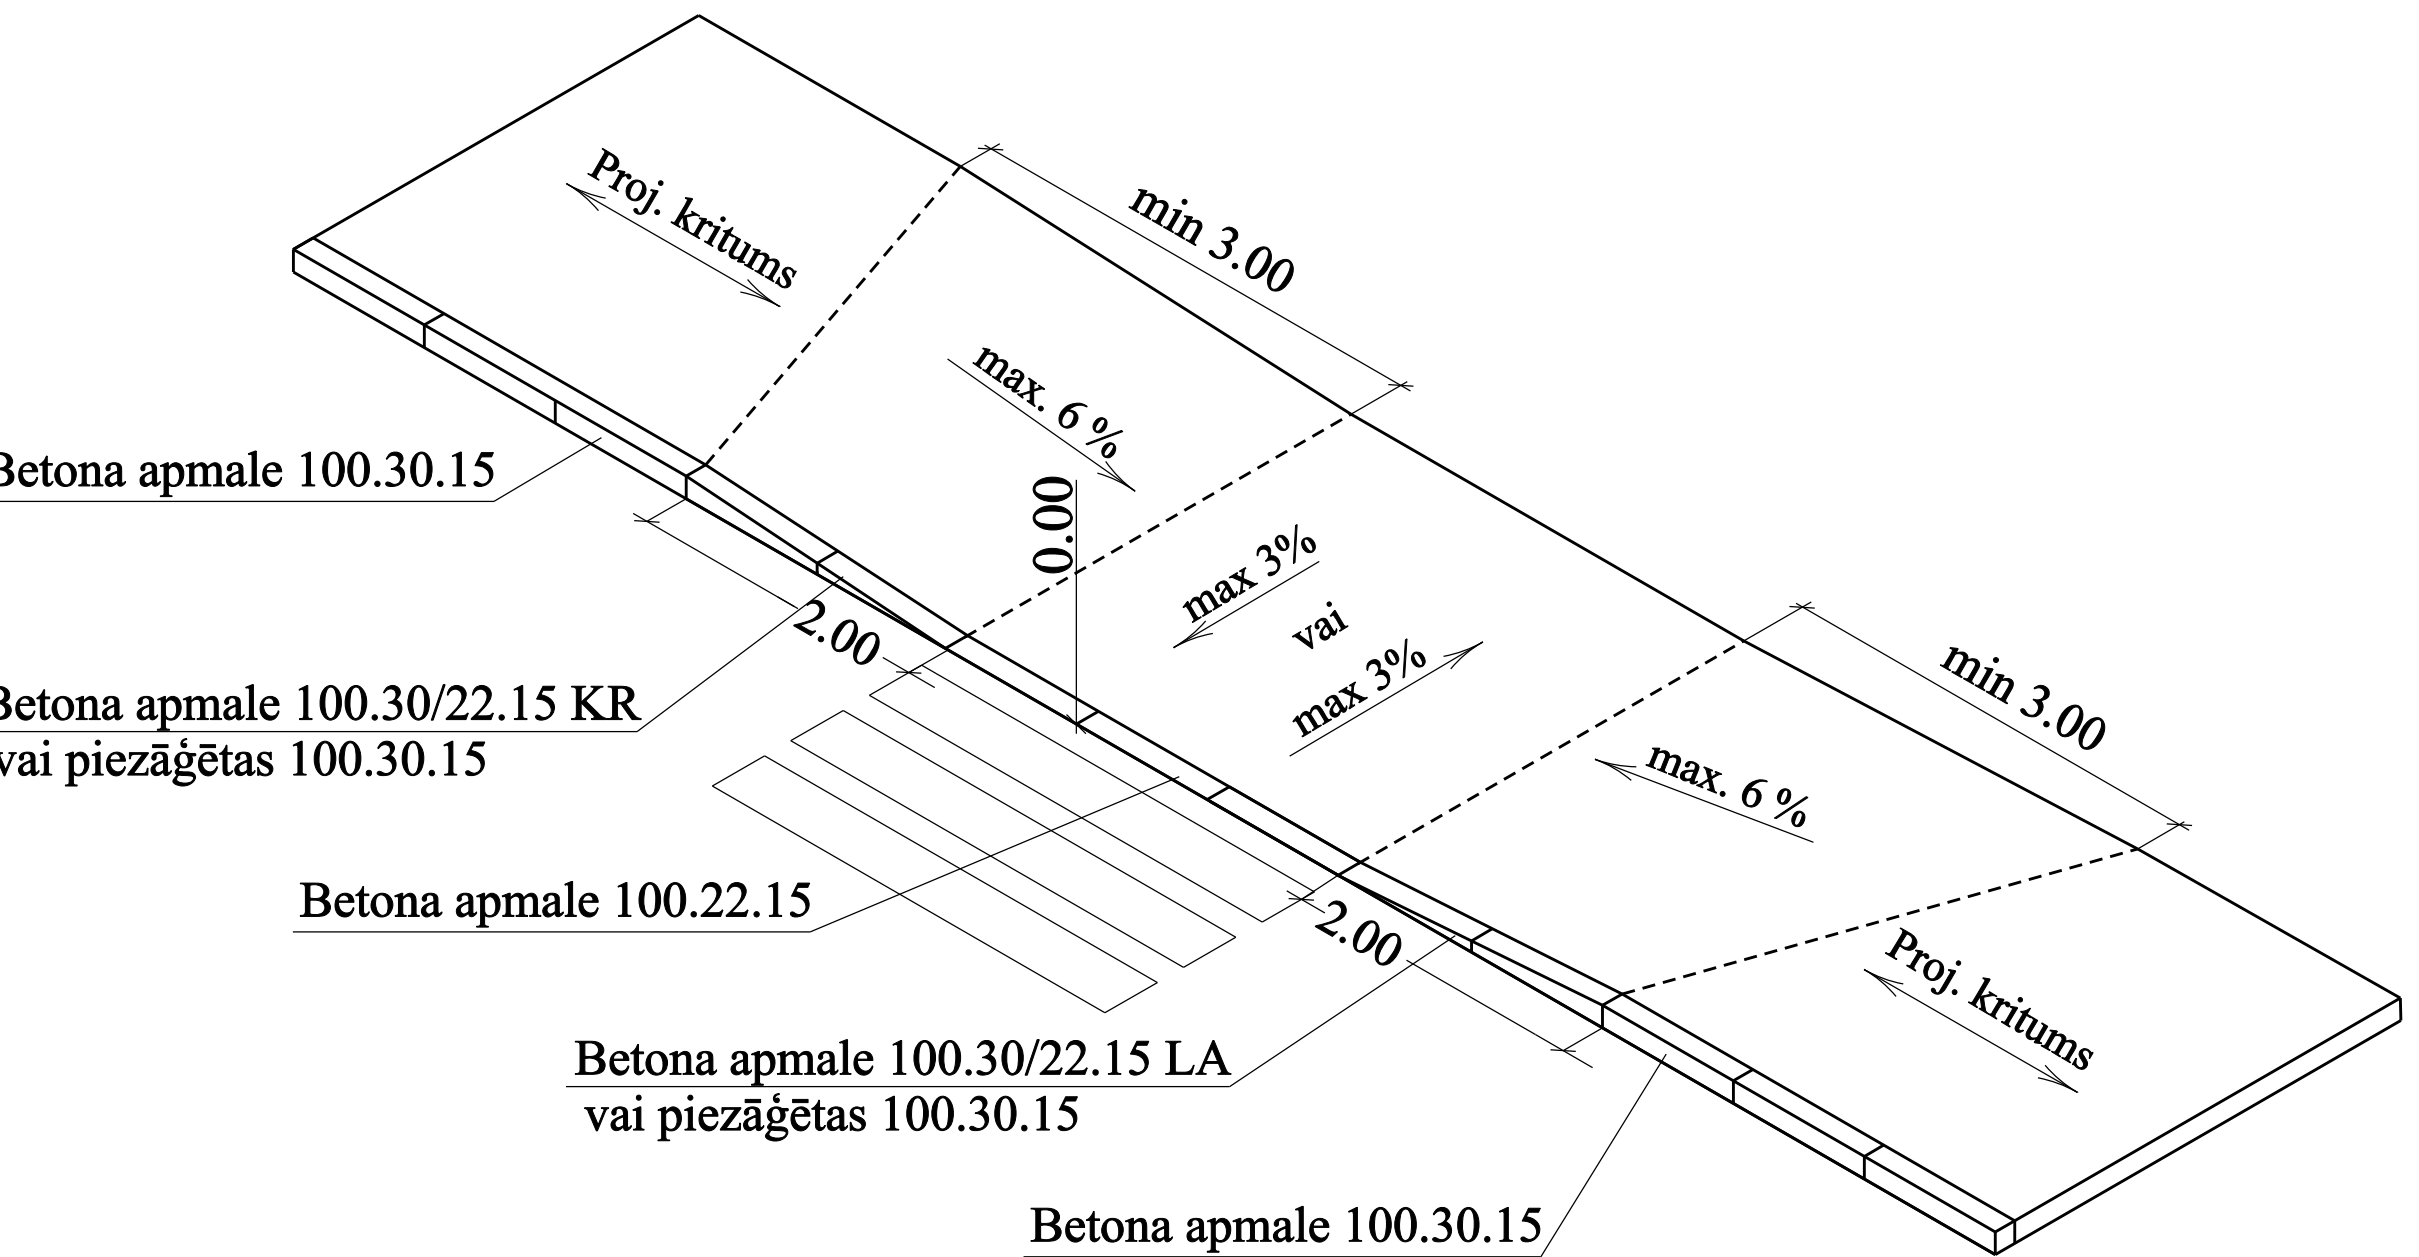 Proj. kritums
min 3.00
max. 6 %
Betona apmale 100.30.15
0.00
max 3%
vai
max 3%
2.00
min 3.00
Betona apmale 100.30/22.15 KR
vai piezāģētas 100.30.15
max. 6 %
Betona apmale 100.22.15
2.00
Proj. kritums
Betona apmale 100.30/22.15 LA
vai piezāģētas 100.30.15
Betona apmale 100.30.15